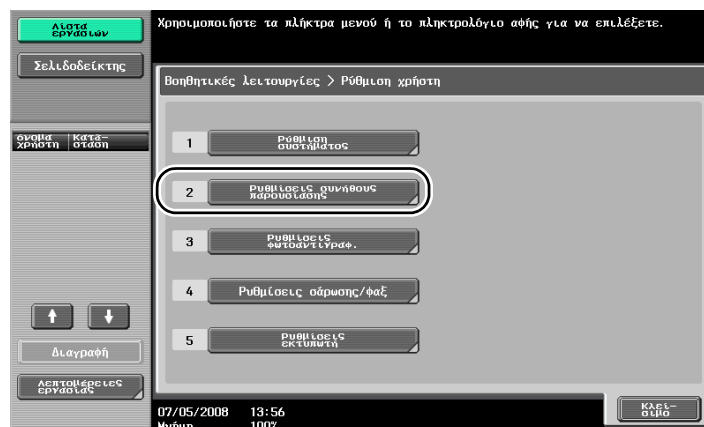 Λίστα
εργασιών
Χρησιμοποιήστε τα πλήκτρα μενού ή το πληκτρολόγιο αφής για να επιλέξετε.
Σελιδοδείκτης
Βοηθητικές λειτουργίες > Ρύθμιση χρήστη
όνομα
χρήστη
Κατά-
σταση
1 Ρύθμιση
συστήματος
2 Ρυθμίσεις συνήθους
παρουσίασης
3 Ρυθμίσεις
φωτοαντιγραφ.
4 Ρυθμίσεις σάρωσης/φαξ
5 Ρυθμίσεις
εκτυπωτή
Διαγραφή
Λεπτομέρειες
εργασίας
07/05/2008 13:56
Μνήμη 100%
Κλεί-
σιμο